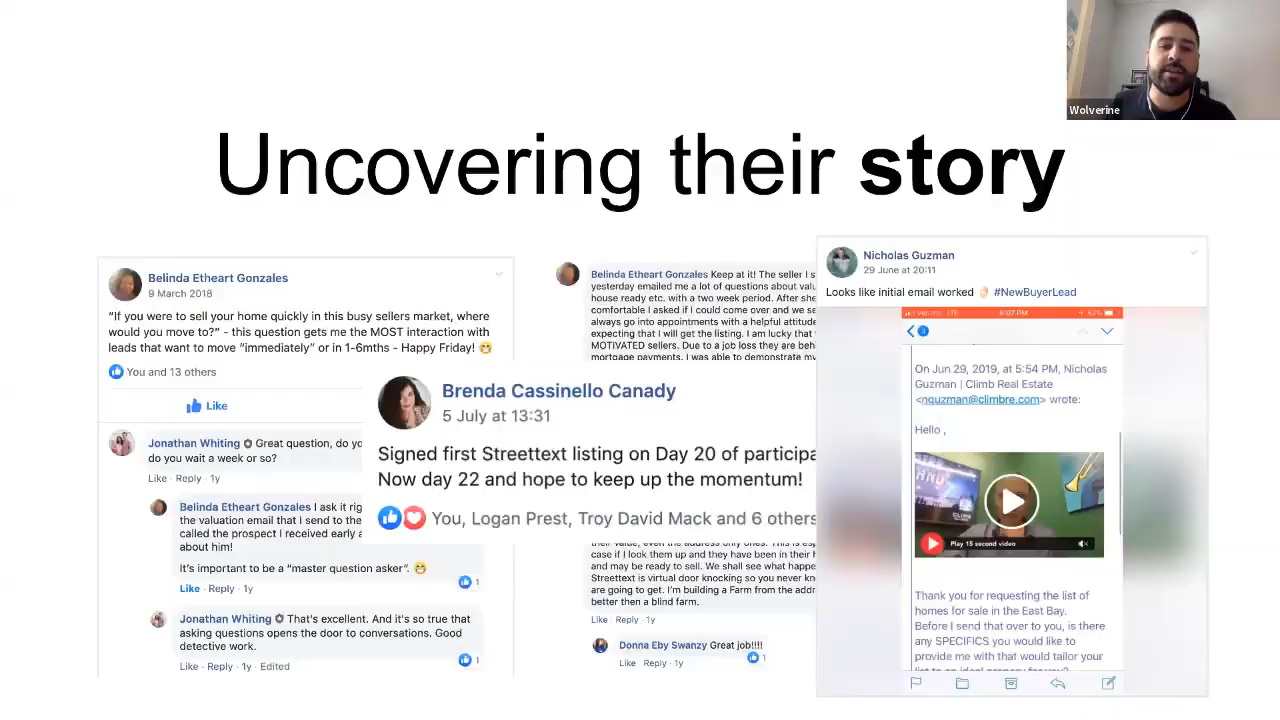 Wolverine
Uncovering their story
Belinda Etheart Gonzales
9 March 2018
“If you were to sell your home quickly in this busy sellers market, where
would you move to?” - this question gets me the MOST interaction with
leads that want to move “immediately” or in 1-6mths - Happy Friday! 😁
You and 13 others
Like
Jonathan Whiting Great question, do yo
do you wait a week or so?
Like · Reply · 1y
Belinda Etheart Gonzales I ask it rig
the valuation email that I send to the
called the prospect I received early a
about him!
It’s important to be a “master question asker”. 😁
Like · Reply · 1y
1
Jonathan Whiting That’s excellent. And it’s so true that
asking questions opens the door to conversations. Good
detective work.
Like · Reply · 1y · Edited
1
Belinda Etheart Gonzales Keep at it! The seller I s
yesterday emailed me a lot of questions about valu
house ready etc. with a two week period. After she
comfortable I asked if I could come over and we se
always go into appointments with a helpful attitude
expecting that I will get the listing. I am lucky that
MOTIVATED sellers. Due to a job loss they are beh
mortgage payments. I was able to demonstrate my
Brenda Cassinello Canady
5 July at 13:31
Signed first Streettext listing on Day 20 of participa
Now day 22 and hope to keep up the momentum!
You, Logan Prest, Troy David Mack and 6 others
their value, even the address only ones. This is esp
case if I look them up and they have been in their h
and may be ready to sell. We shall see what happe
Streettext is virtual door knocking so you never kn
are going to get. I’m building a Farm from the addr
better then a blind farm.
Like · Reply · 1y
Donna Eby Swanzy Great job!!!!
Like · Reply · 1y
1
Nicholas Guzman
29 June at 20:11
Looks like initial email worked 👌🏻 #NewBuyerLead
LTE
8:07 PM
On Jun 29, 2019, at 5:54 PM, Nicholas
Guzman | Climb Real Estate
<nguzman@climbre.com> wrote:
Hello ,
Play 15 second video
Thank you for requesting the list of
homes for sale in the East Bay.
Before I send that over to you, is there
any SPECIFICS you would like to
provide me with that would tailor your